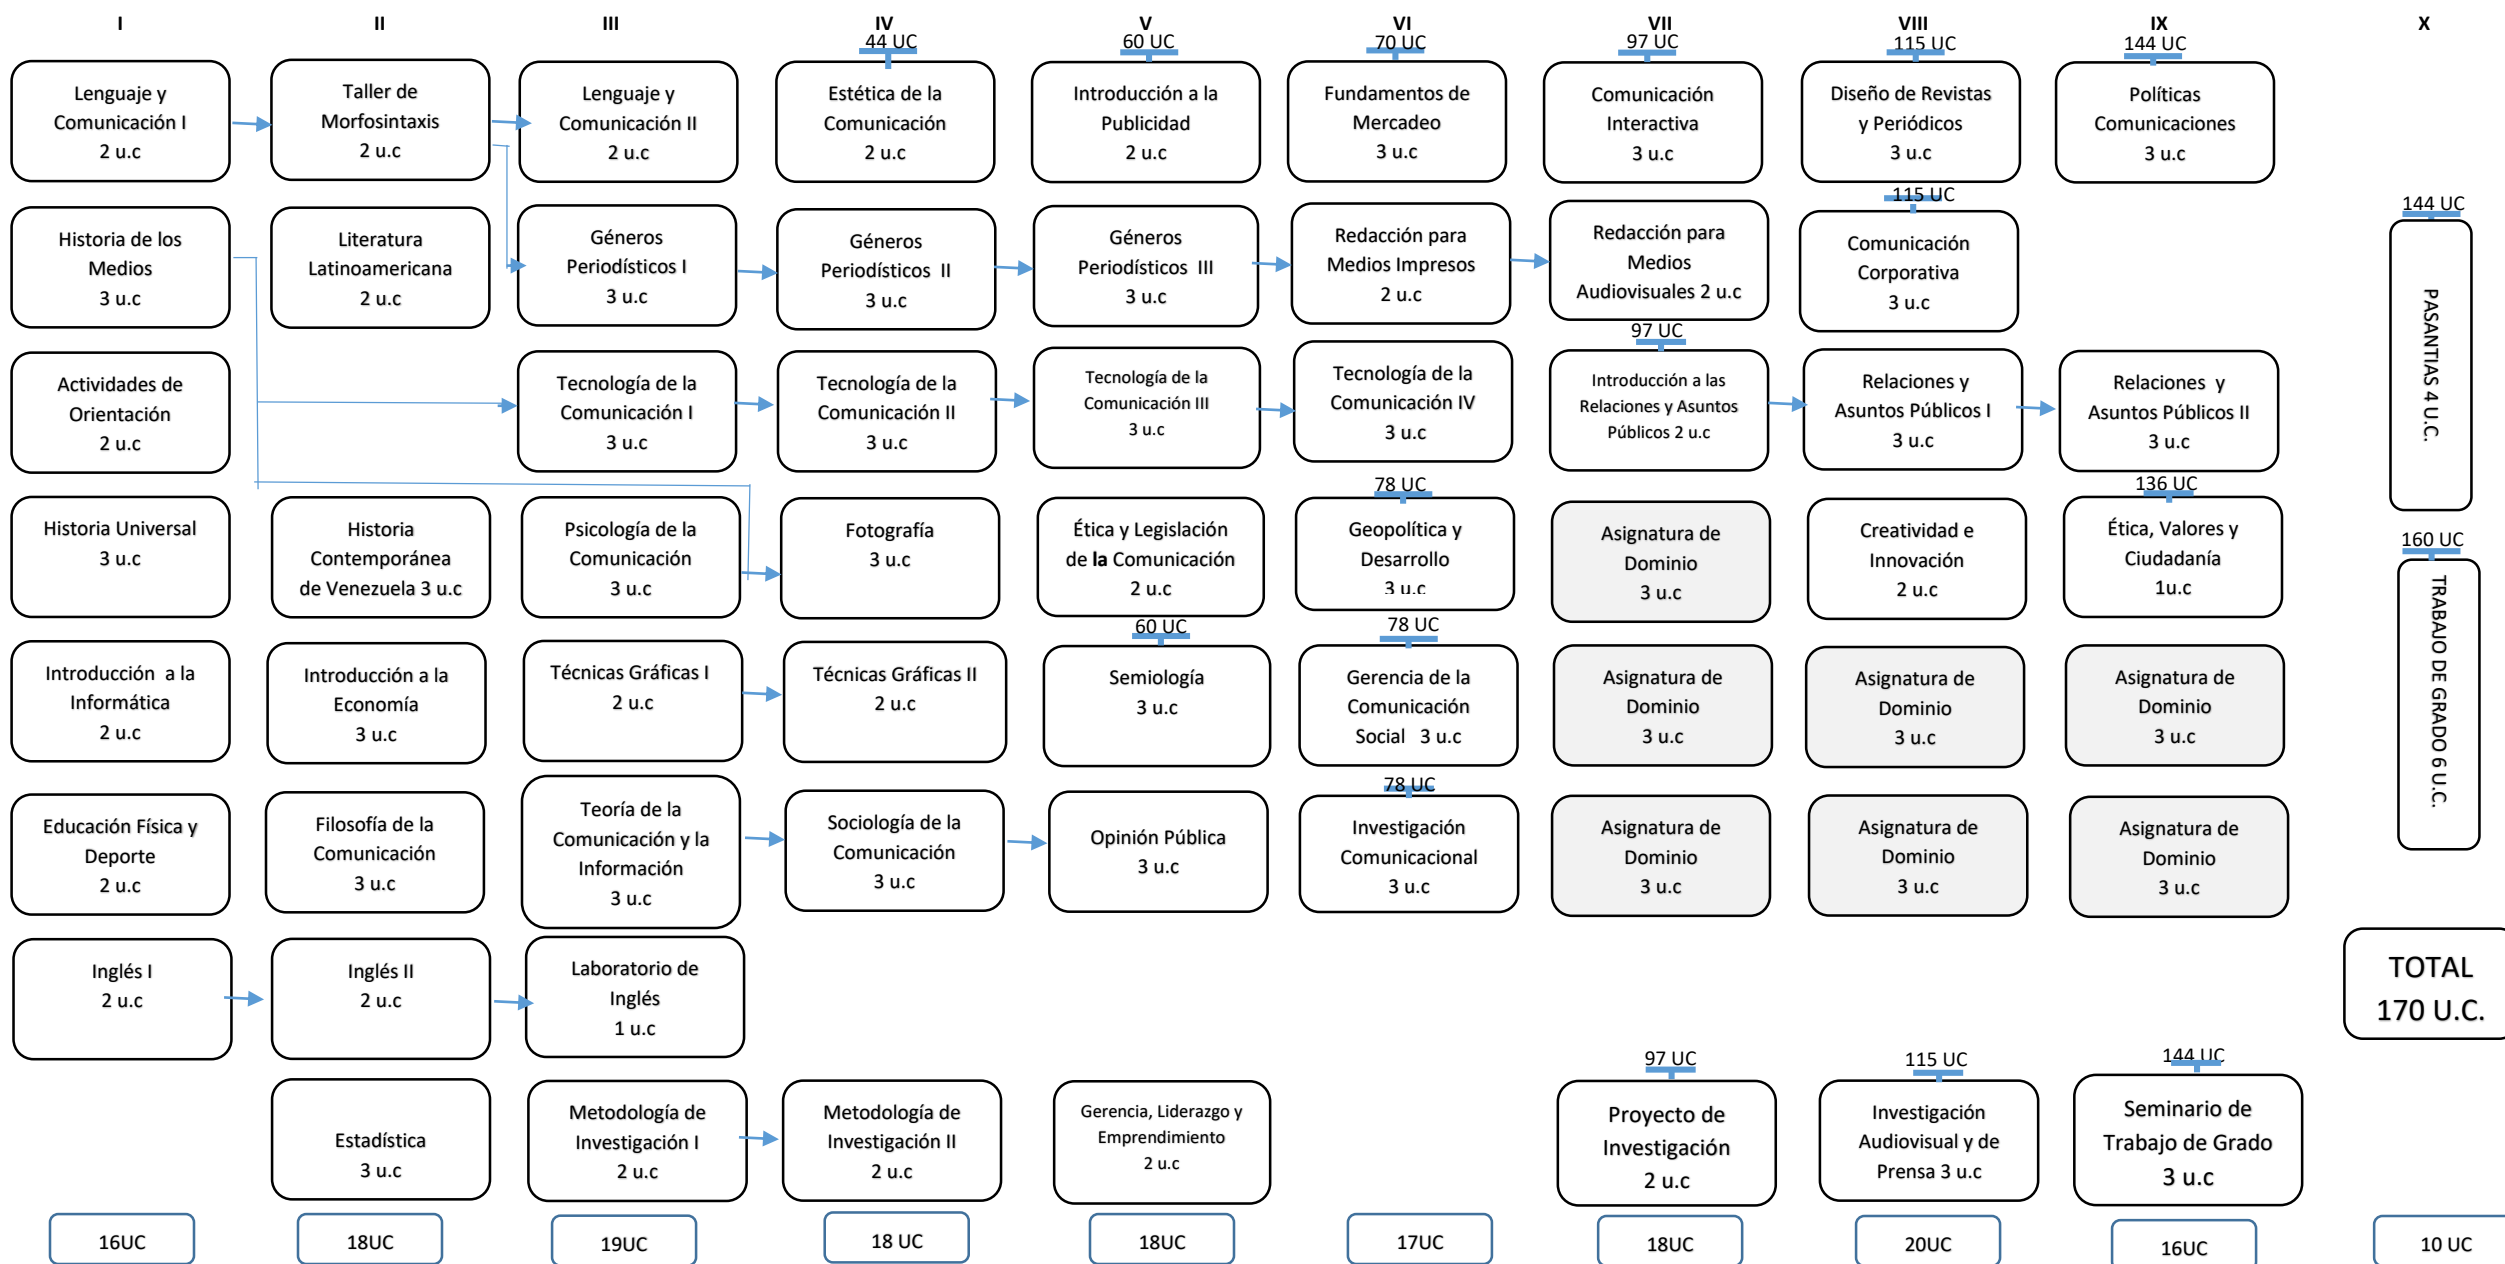 I
II
III
IV
V
VI
VII
VIII
IX
X
44 UC
60 UC
70 UC
97 UC
115 UC
144 UC
Lenguaje y
Comunicación I
2 u.c
Taller de
Morfosintaxis
2 u.c
Lenguaje y
Comunicación II
2 u.c
Estética de la
Comunicación
2 u.c
Introducción a la
Publicidad
2 u.c
Fundamentos de
Mercadeo
3 u.c
Comunicación
Interactiva
3 u.c
Diseño de Revistas
y Periódicos
3 u.c
Políticas
Comunicaciones
3 u.c
Historia de los
Medios
3 u.c
Literatura
Latinoamericana
2 u.c
Géneros
Periodísticos I
3 u.c
Géneros
Periodísticos II
3 u.c
Géneros
Periodísticos III
3 u.c
Redacción para
Medios Impresos
2 u.c
Redacción para
Medios
Audiovisuales 2 u.c
115 UC
Comunicación
Corporativa
3 u.c
144 UC
PASANTIAS 4 U.C.
Actividades de
Orientación
2 u.c
Tecnología de la
Comunicación I
3 u.c
Tecnología de la
Comunicación II
3 u.c
Tecnología de la
Comunicación III
3 u.c
Tecnología de la
Comunicación IV
3 u.c
97 UC
Introducción a las
Relaciones y Asuntos
Públicos 2 u.c
Relaciones y
Asuntos Públicos I
3 u.c
Relaciones y
Asuntos Públicos II
3 u.c
Historia Universal
3 u.c
Historia
Contemporánea
de Venezuela 3 u.c
Psicología de la
Comunicación
3 u.c
Fotografía
3 u.c
Ética y Legislación
de la Comunicación
2 u.c
78 UC
Geopolítica y
Desarrollo
3 u.c
Asignatura de
Dominio
3 u.c
Creatividad e
Innovación
2 u.c
136 UC
Ética, Valores y
Ciudadanía
1u.c
160 UC
TRABAJO DE GRADO 6 U.C.
Introducción a la
Informática
2 u.c
Introducción a la
Economía
3 u.c
Técnicas Gráficas I
2 u.c
Técnicas Gráficas II
2 u.c
60 UC
Semiología
3 u.c
78 UC
Gerencia de la
Comunicación
Social 3 u.c
Asignatura de
Dominio
3 u.c
Asignatura de
Dominio
3 u.c
Asignatura de
Dominio
3 u.c
Educación Física y
Deporte
2 u.c
Filosofía de la
Comunicación
3 u.c
Teoría de la
Comunicación y la
Información
3 u.c
Sociología de la
Comunicación
3 u.c
Opinión Pública
3 u.c
78 UC
Investigación
Comunicacional
3 u.c
Asignatura de
Dominio
3 u.c
Asignatura de
Dominio
3 u.c
Asignatura de
Dominio
3 u.c
Inglés I
2 u.c
Inglés II
2 u.c
Laboratorio de
Inglés
1 u.c
TOTAL
170 U.C.
Estadística
3 u.c
Metodología de
Investigación I
2 u.c
Metodología de
Investigación II
2 u.c
Gerencia, Liderazgo y
Emprendimiento
2 u.c
97 UC
Proyecto de
Investigación
2 u.c
115 UC
Investigación
Audiovisual y de
Prensa 3 u.c
144 UC
Seminario de
Trabajo de Grado
3 u.c
16UC
18UC
19UC
18 UC
18UC
17UC
18UC
20UC
16UC
10 UC